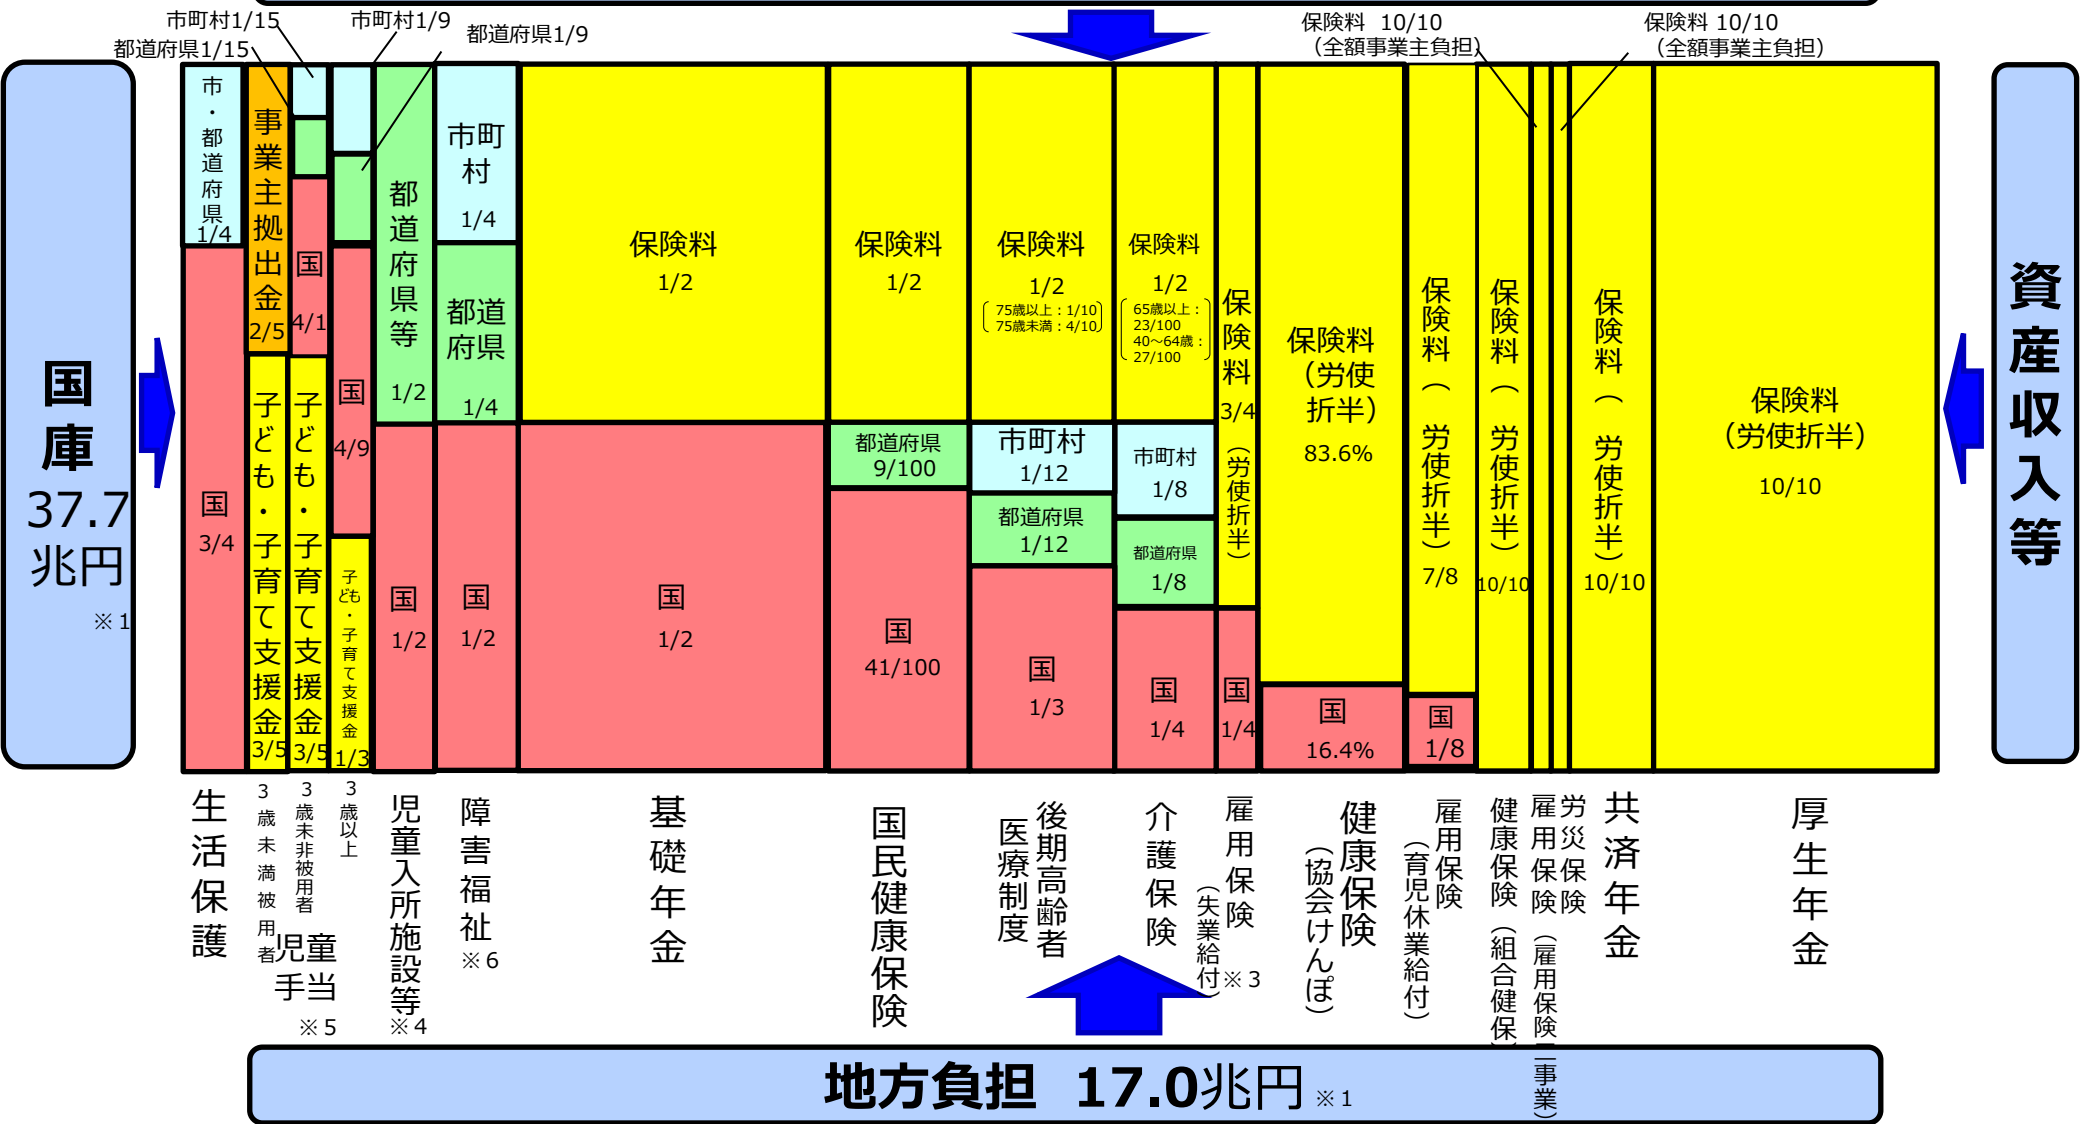 市町村1/15
都道府県1/15
市町村1/9
都道府県1/9
保険料 10/10
（全額事業主負担）
保険料 10/10
（全額事業主負担）
国庫
37.7
兆円
※１
市・都道府県
1/4
国
3/4
事業主拠出金
2/5
子ども・子育て支援金
3/5
国
4/1
子ども・子育て支援金
3/5
国
4/9
子ども・子育て支援金
1/3
都道府県等
1/2
国
1/2
市町
村
1/4
都道
府県
1/4
国
1/2
保険料
1/2
国
1/2
保険料
1/2
都道府県
9/100
国
41/100
保険料
1/2
75歳以上：1/10
75歳未満：4/10
市町村
1/12
都道府県
1/12
国
1/3
保険料
1/2
65歳以上：
23/100
40～64歳：
27/100
市町村
1/8
都道府県
1/8
国
1/4
保険料
3/4
（労使折半）
国
1/4
保険料
（労使
折半）
83.6%
国
16.4%
保険料（労使折半）
7/8
国
1/8
保険料（労使折半）
10/10
保険料（労使折半）
10/10
保険料
（労使折半）
10/10
資産収入等
生活保護
３歳未満被用者
３歳未非被用者
３歳以上
児童
手当
※５
児童入所施設等
※４
障害福祉
※６
基礎年金
国民健康保険
後期高齢者
医療制度
介護保険
雇用保険
（失業給付）
※３
健康保険
（協会けんぽ）
雇用保険
（育児休業給付）
健康保険（組合健保）
雇用保険（雇用保険二事業）
労災保険
共済年金
厚生年金
地方負担 17.0兆円 ※１